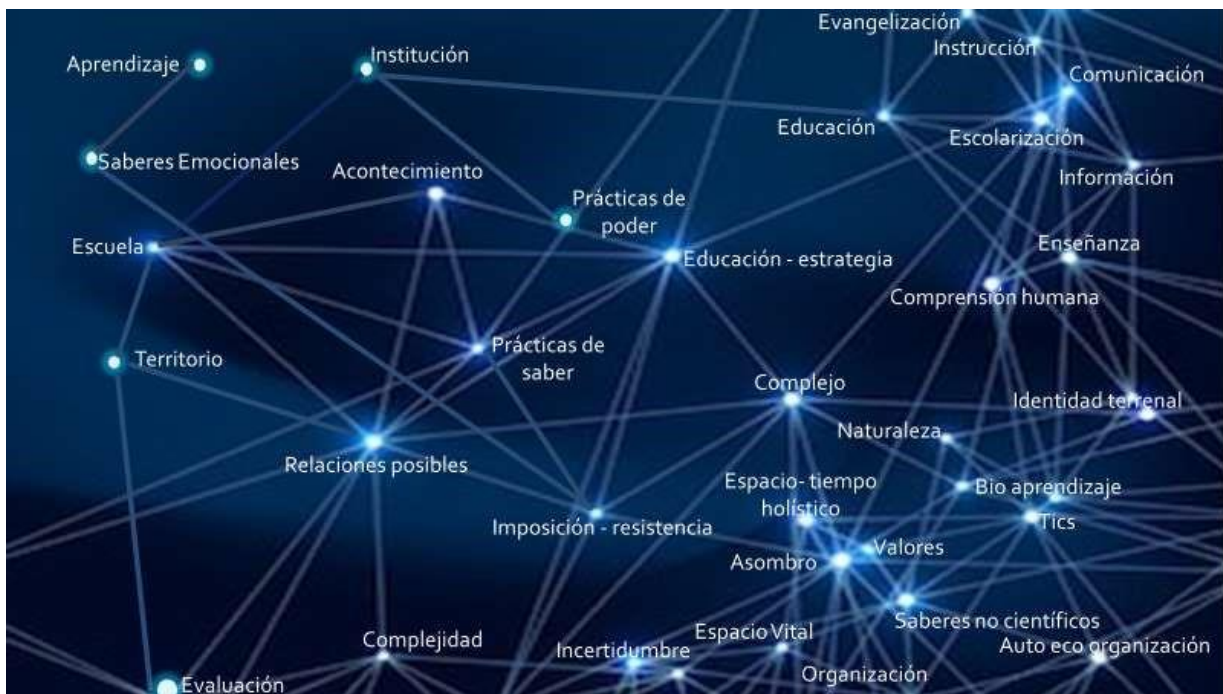 Evangelización
Instrucción
Institución
Aprendizaje
Comunicación
Educación
Escolarización
Saberes Emocionales
Acontecimiento
Información
Prácticas de
poder
Escuela
Enseñanza
Educación - estrategia
Comprensión humana
Prácticas de
saber
Territorio
Complejo
Identidad terrenal
Naturaleza
Relaciones posibles
Espacio- tiempo
holístico
Bio aprendizaje
Imposición - resistencia
Tics
Valores
Asombro
Saberes no científicos
Espacio Vital
Complejidad
Incertidumbre
Auto eco organización
Organización
Evaluación